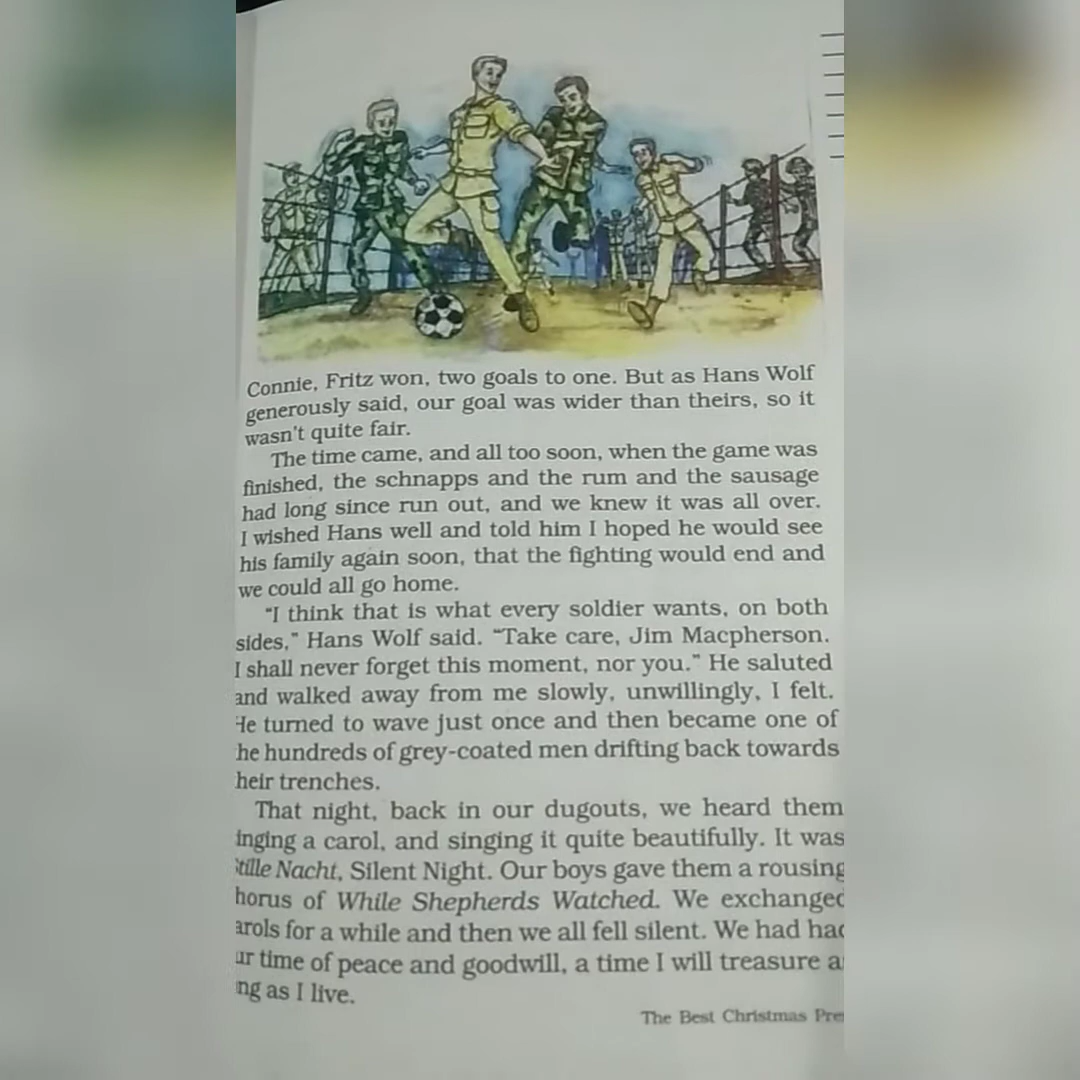 Connie, Fritz won, two goals to one. But as Hans Wolf
generously said, our goal was wider than theirs, so it
wasn't quite fair.
The time came, and all too soon, when the game was
finished, the schnapps and the rum and the sausage
had long since run out, and we knew it was all over.
I wished Hans well and told him I hoped he would see
his family again soon, that the fighting would end and
we could all go home.
"I think that is what every soldier wants, on both
sides," Hans Wolf said. "Take care, Jim Macpherson.
I shall never forget this moment, nor you." He saluted
and walked away from me slowly, unwillingly, I felt.
He turned to wave just once and then became one of
he hundreds of grey-coated men drifting back towards
heir trenches.
That night, back in our dugouts, we heard them
inging a carol, and singing it quite beautifully. It was
tille Nacht, Silent Night. Our boys gave them a rousing
horus of While Shepherds Watched. We exchanged
arols for a while and then we all fell silent. We had had
ur time of peace and goodwill, a time I will treasure a
ng as I live.
The Best Christmas Pre